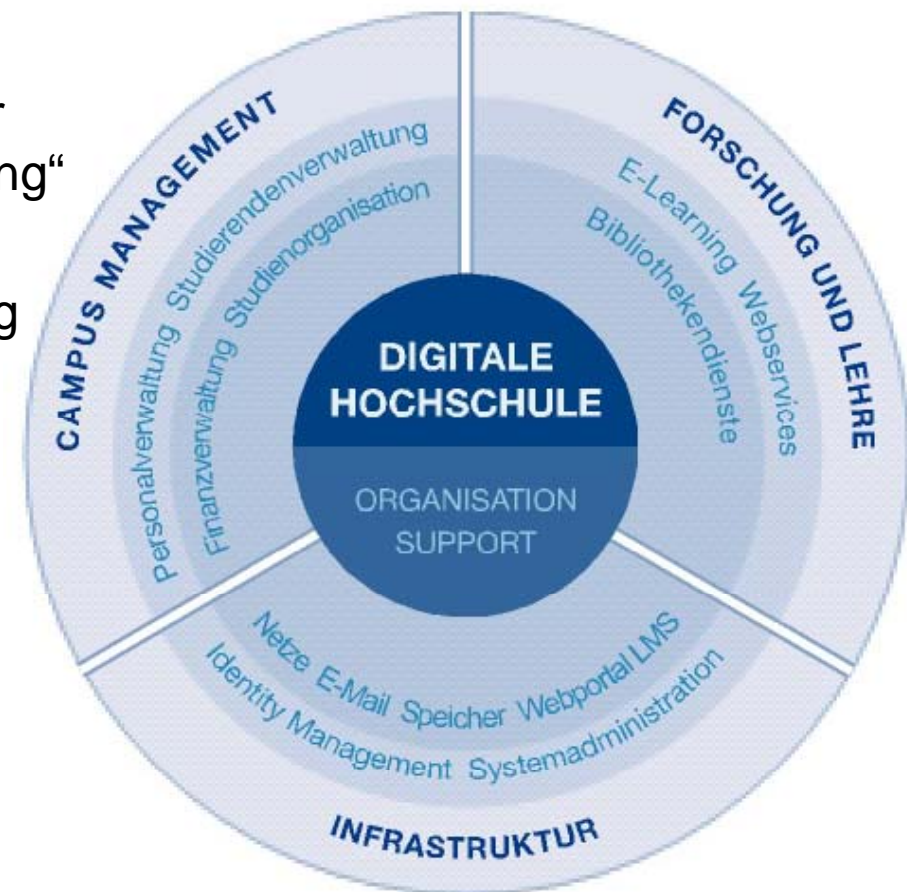 ng“
g
CAMPUS MANAGEMENT
Personalverwaltung Studierendenverwaltung
Finanzverwaltung Studienorganisation
FORSCHUNG UND LEHRE
E-Learning Webservices
Bibliothekendienste
DIGITALE
HOCHSCHULE
ORGANISATION
SUPPORT
Netze E-Mail Speicher Webportal LMS
Identity Management Systemadministration
INFRASTRUKTUR